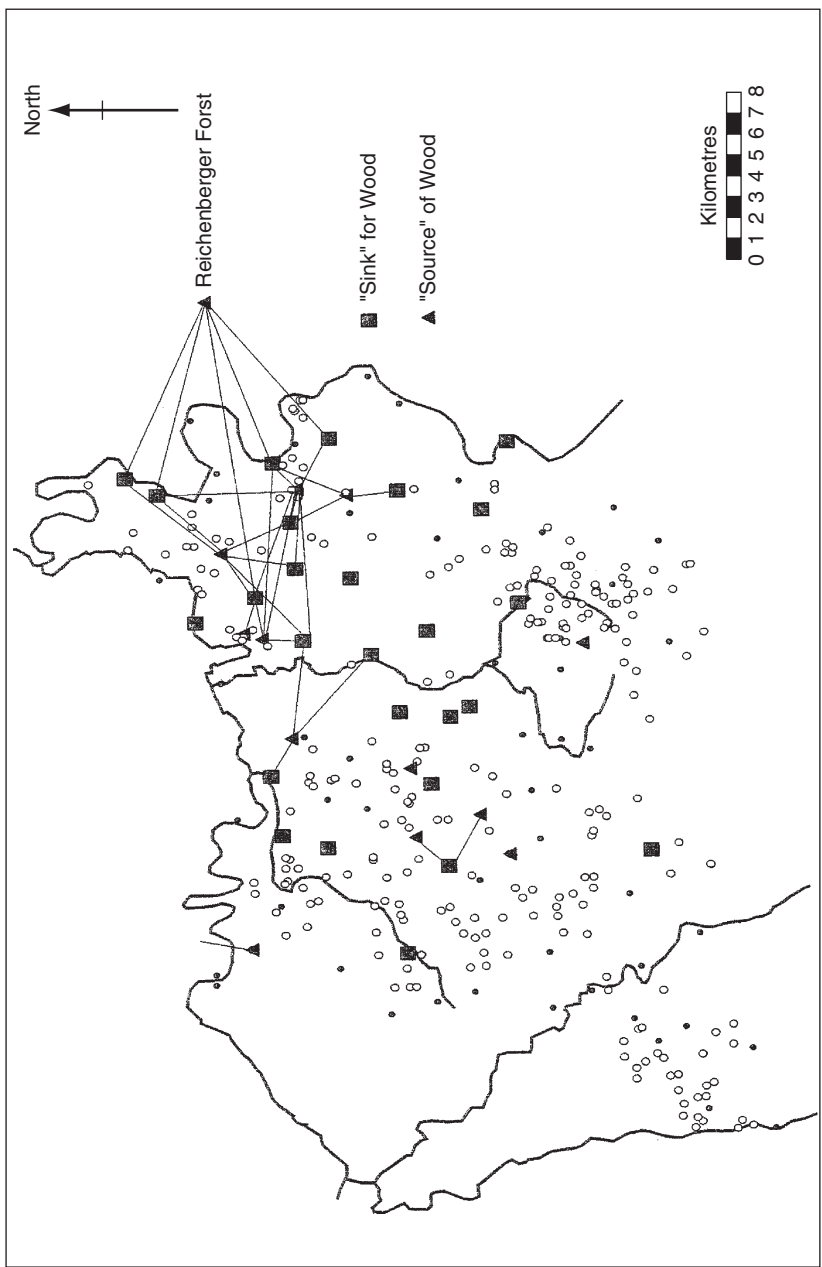 North
Reichenberger Forst
"Sink" for Wood
"Source" of Wood
Kilometres
0 1 2 3 4 5 6 7 8